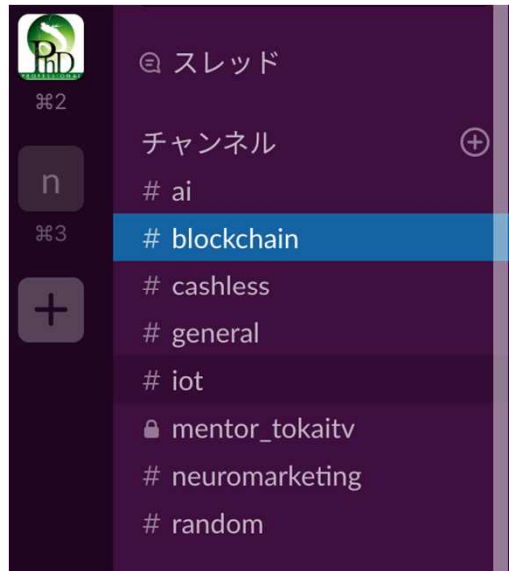 PhD
PROFESSIONAL
⌘2
n
⌘3
スレッド
チャンネル
# ai
# blockchain
# cashless
# general
# iot
mentor_tokaitv
# neuromarketing
# random